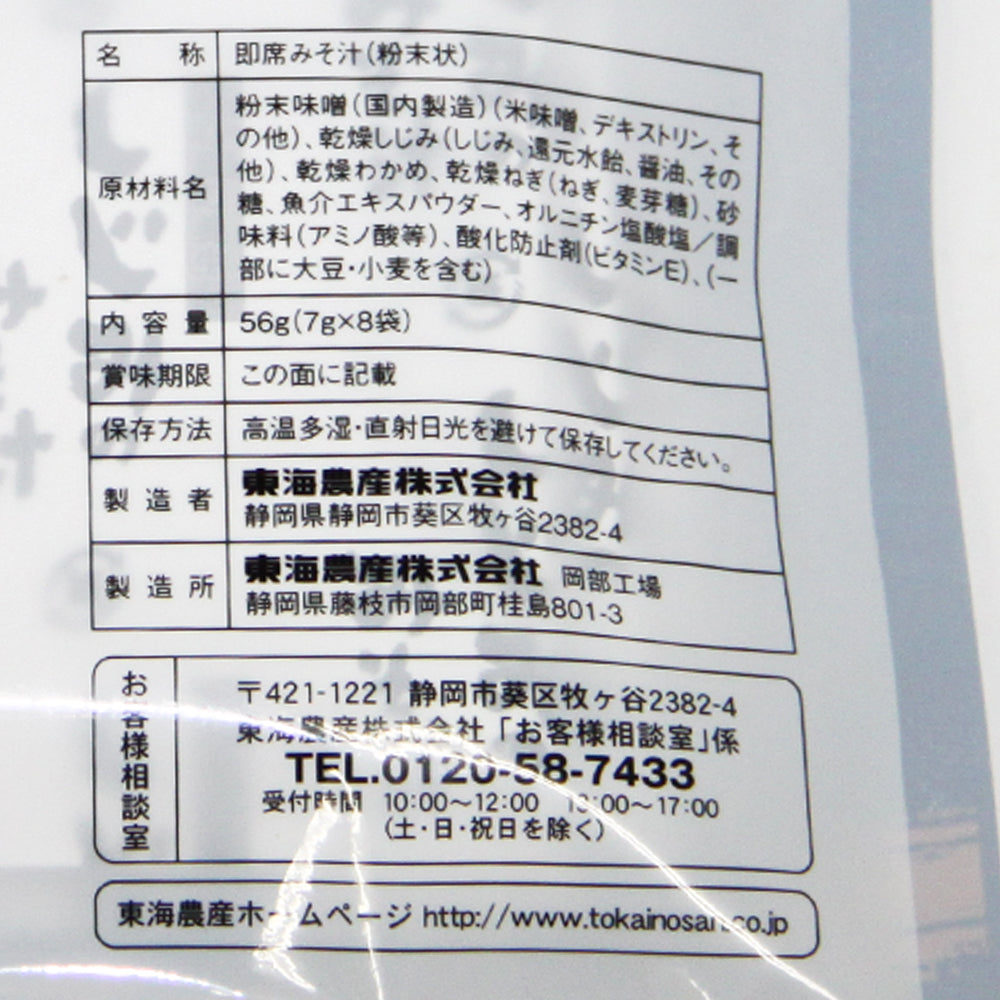 名称 即席みそ汁(粉末状)
原材料名 粉末味噌(国内製造)(米味噌、デキストリン、そ
の他)、乾燥しじみ(しじみ、還元水飴、醤油、その
他)、乾燥わかめ、乾燥ねぎ(ねぎ、麦芽糖)、砂
糖、魚介エキスパウダー、オルニチン塩酸塩/調
味料(アミノ酸等)、酸化防止剤(ビタミンE)、(一
部に大豆・小麦を含む)
内容量 56g(7g×8袋)
賞味期限 この面に記載
保存方法 高温多湿・直射日光を避けて保存してください。
製造者 東海農産株式会社
静岡県静岡市葵区牧ヶ谷2382-4
製造所 東海農産株式会社 岡部工場
静岡県藤枝市岡部町桂島801-3
お客様相談室
〒421-1221 静岡市葵区牧ヶ谷2382-4
東海農産株式会社「お客様相談室」係
TEL.0120-58-7433
受付時間 10:00〜12:00 13:00〜17:00
(土・日・祝日を除く)
東海農産ホームページ http://www.tokainosan.co.jp